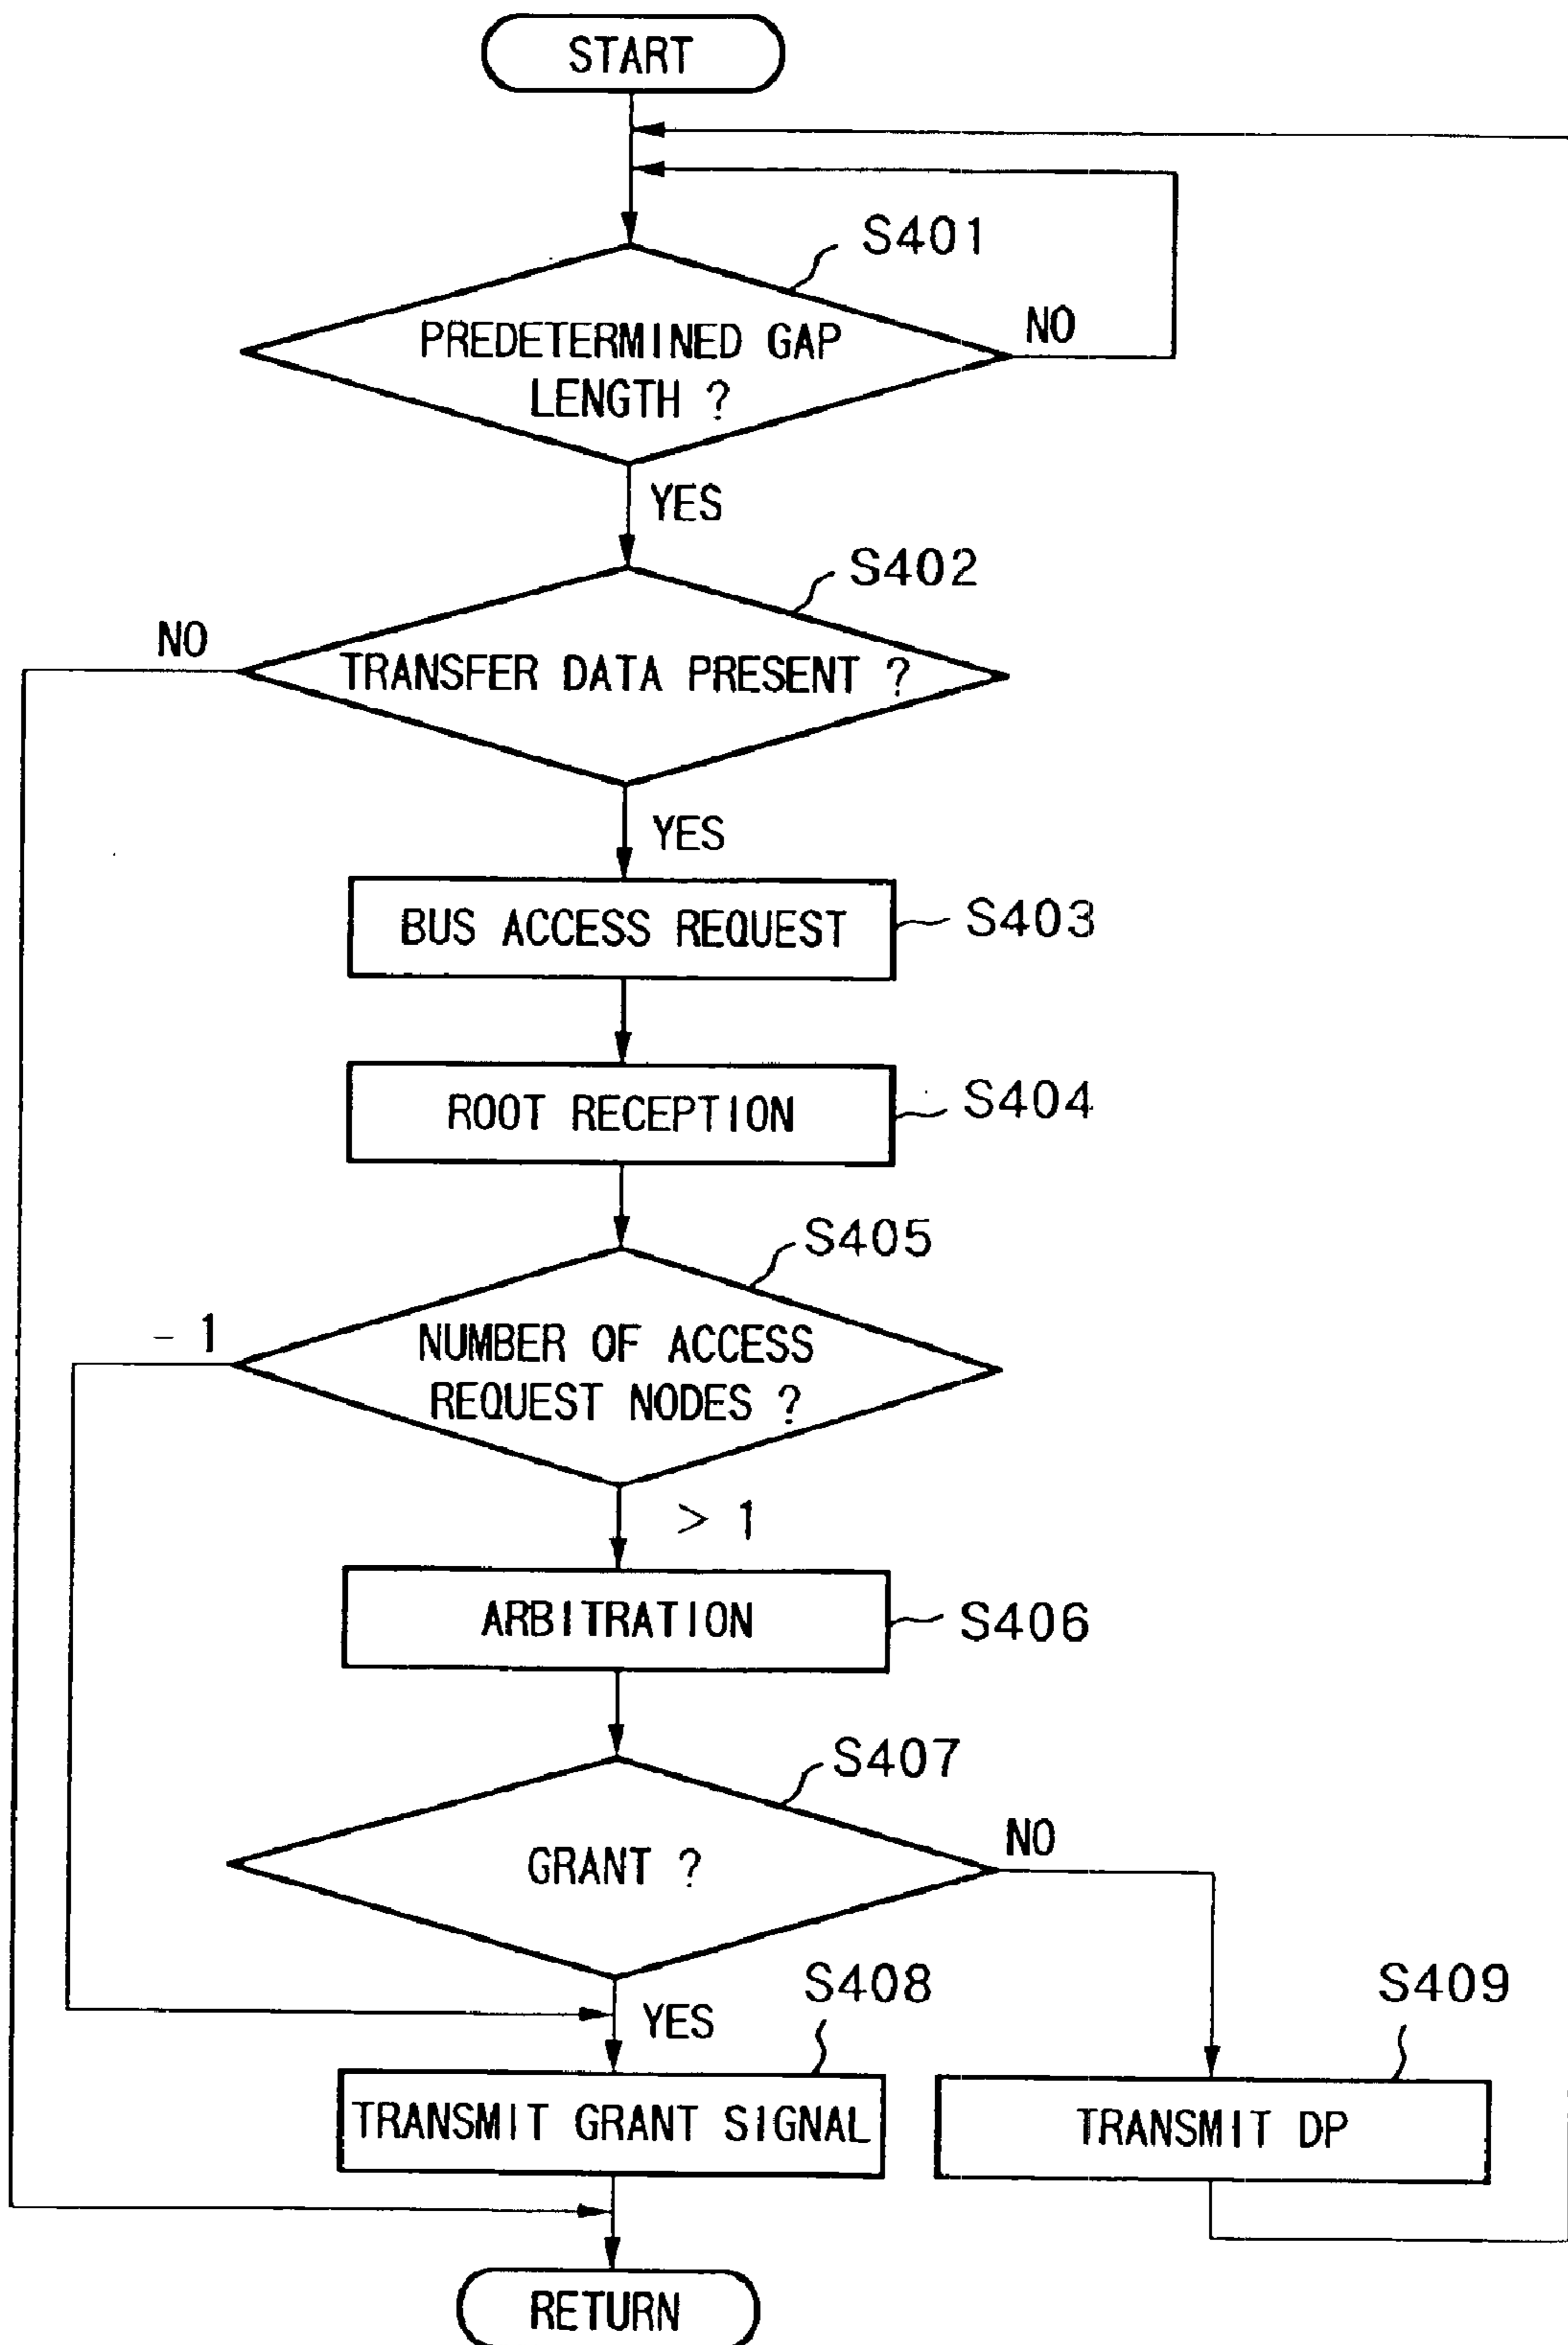 START
S401
PREDETERMINED GAP
LENGTH ?
NO
YES
S402
NO
TRANSFER DATA PRESENT ?
YES
BUS ACCESS REQUEST
S403
ROOT RECEPTION
S404
S405
- 1
NUMBER OF ACCESS
REQUEST NODES ?
> 1
ARBITRATION
S406
S407
NO
GRANT ?
S408
S409
YES
TRANSMIT GRANT SIGNAL
TRANSMIT DP
RETURN